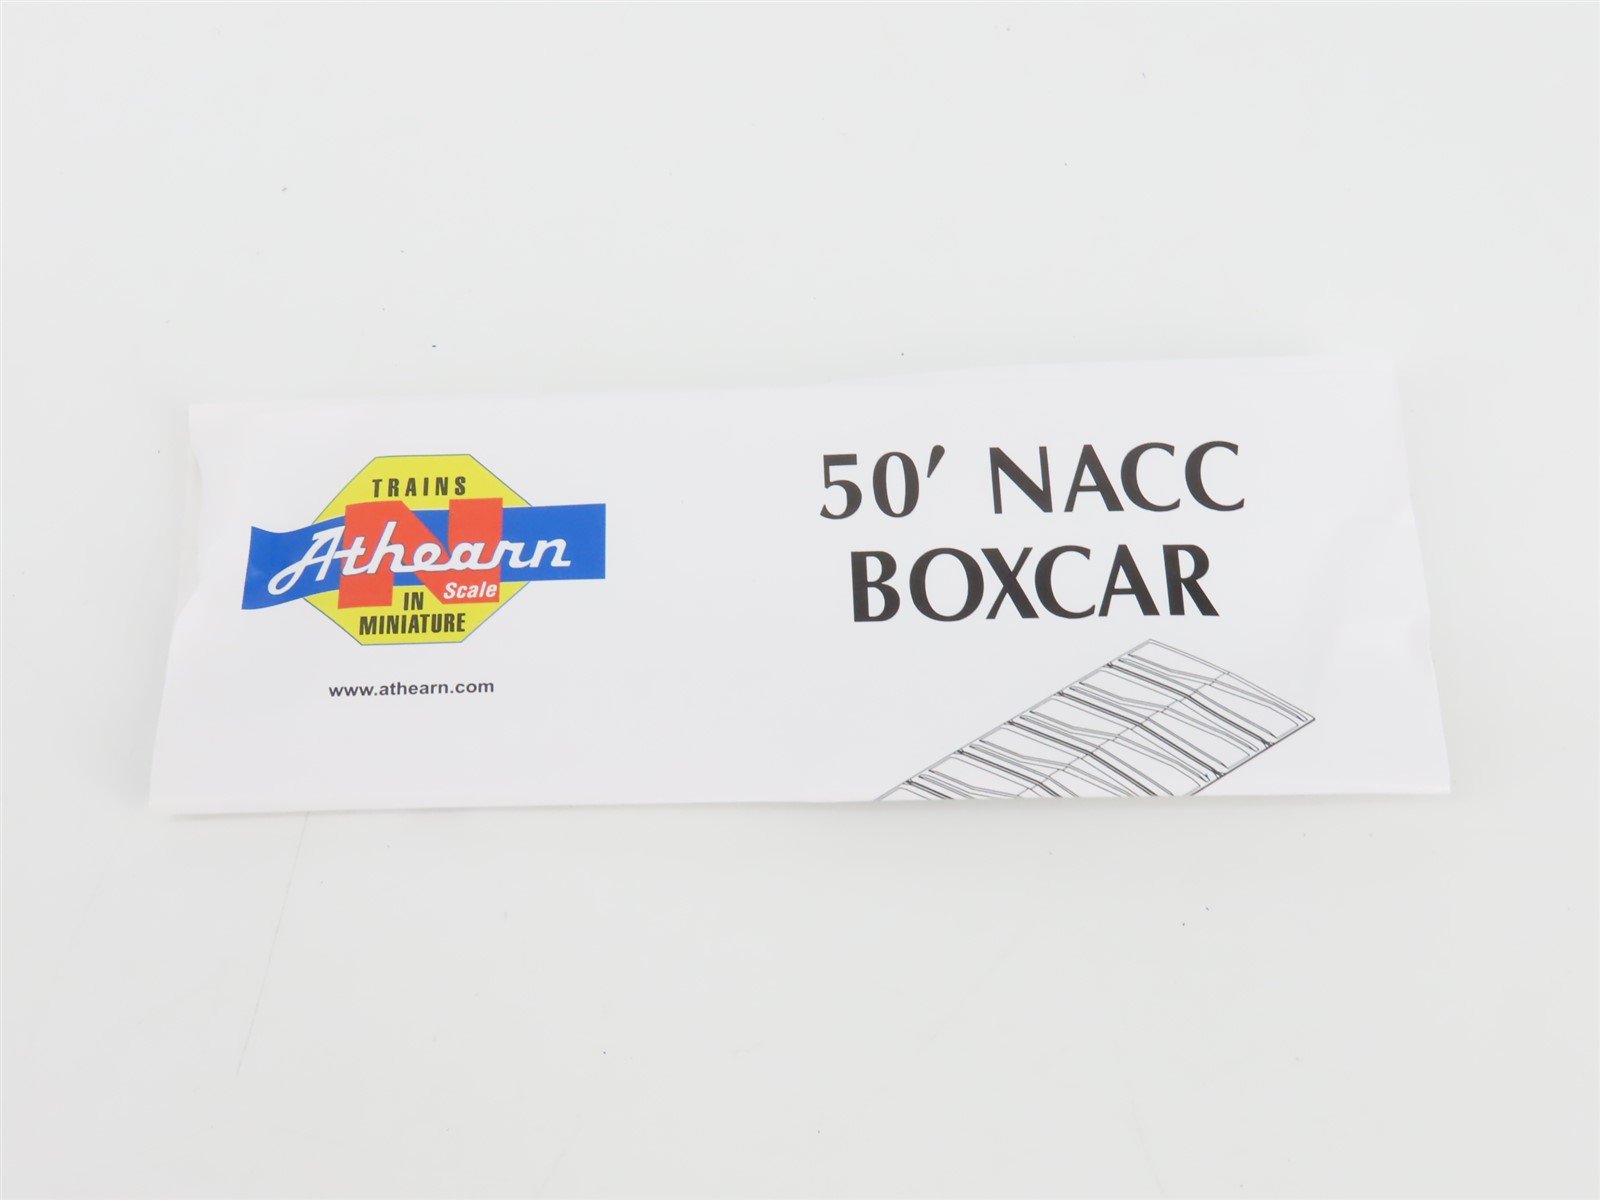 TRAINS
N
Athearn
Scale
IN
MINIATURE
www.athearn.com
50' NACC
BOXCAR